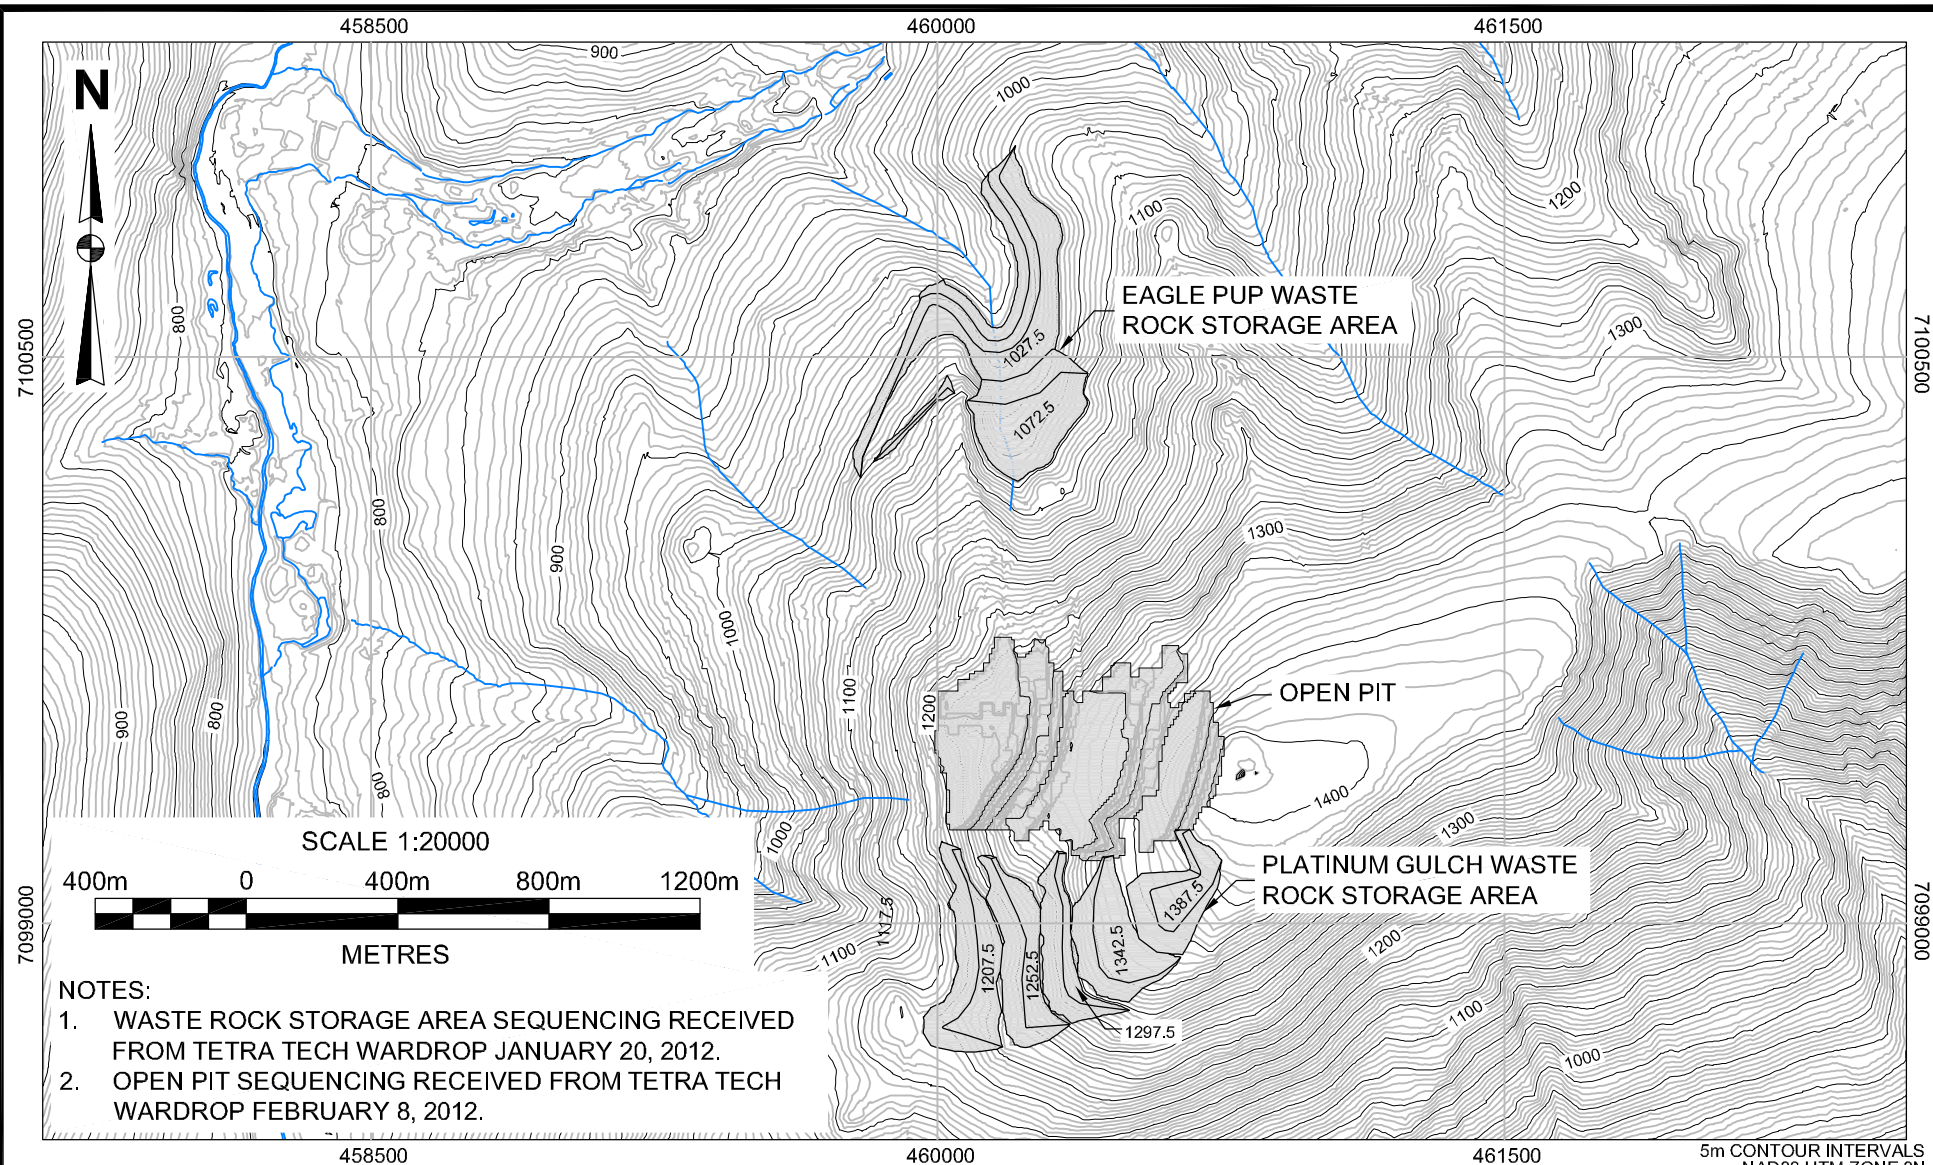 458500
460000
461500
N
900
1000
1100
1200
EAGLE PUP WASTE
ROCK STORAGE AREA
800
1300
7100500
7100500
1027.5
1072.5
800
1300
900
1000
1100
1200
OPEN PIT
900
800
800
1400
1300
SCALE 1:20000
1000
400m 0 400m 800m 1200m
PLATINUM GULCH WASTE
ROCK STORAGE AREA
1387.5
7099000
7099000
1117.5
METRES
1100
1207.5
1252.5
1342.5
1200
1297.5
1100
1000
NOTES:
1. WASTE ROCK STORAGE AREA SEQUENCING RECEIVED
FROM TETRA TECH WARDROP JANUARY 20, 2012.
2. OPEN PIT SEQUENCING RECEIVED FROM TETRA TECH
WARDROP FEBRUARY 8, 2012.
458500
460000
461500
5m CONTOUR INTERVALS